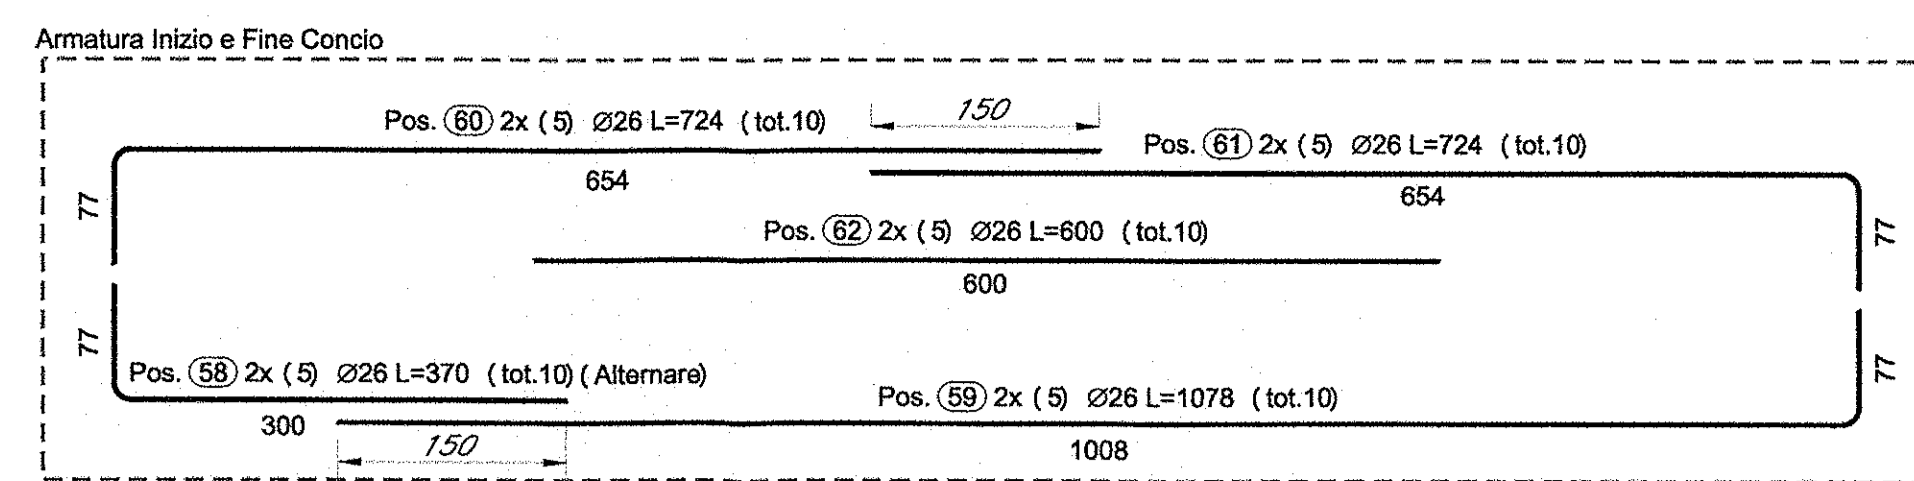 Armatura Inizio e Fine Concio
Pos. 60 2x ( 5) Ø26 L=724 ( tot.10)
150
Pos. 61 2x ( 5) Ø26 L=724 ( tot.10)
654
654
77
Pos. 62 2x ( 5) Ø26 L=600 ( tot.10)
77
600
77
Pos. 58 2x ( 5) Ø26 L=370 ( tot.10) ( Alternare)
77
Pos. 59 2x ( 5) Ø26 L=1078 ( tot.10)
300
150
1008